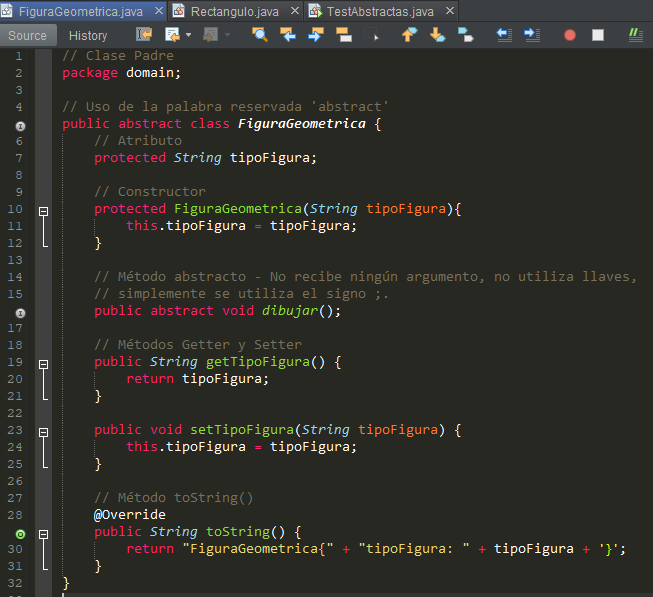 FiguraGeometrica.java × Rectangulo.java × TestAbstractas.java ×
Source History
1 // Clase Padre
2 package domain;
3
4 // Uso de la palabra reservada 'abstract'
public abstract class FiguraGeometrica {
6 // Atributo
7 protected String tipoFigura;
8
9 // Constructor
10 protected FiguraGeometrica(String tipoFigura){
11 this.tipoFigura = tipoFigura;
12 }
13
14 // Método abstracto - No recibe ningún argumento, no utiliza llaves,
15 // simplemente se utiliza el signo ;.
public abstract void dibujar();
17
18 // Métodos Getter y Setter
19 public String getTipoFigura() {
20 return tipoFigura;
21 }
22
23 public void setTipoFigura(String tipoFigura) {
24 this.tipoFigura = tipoFigura;
25 }
26
27 // Método toString()
28 @Override
public String toString() {
30 return "FiguraGeometrica{" + "tipoFigura: " + tipoFigura + '}';
31 }
32 }